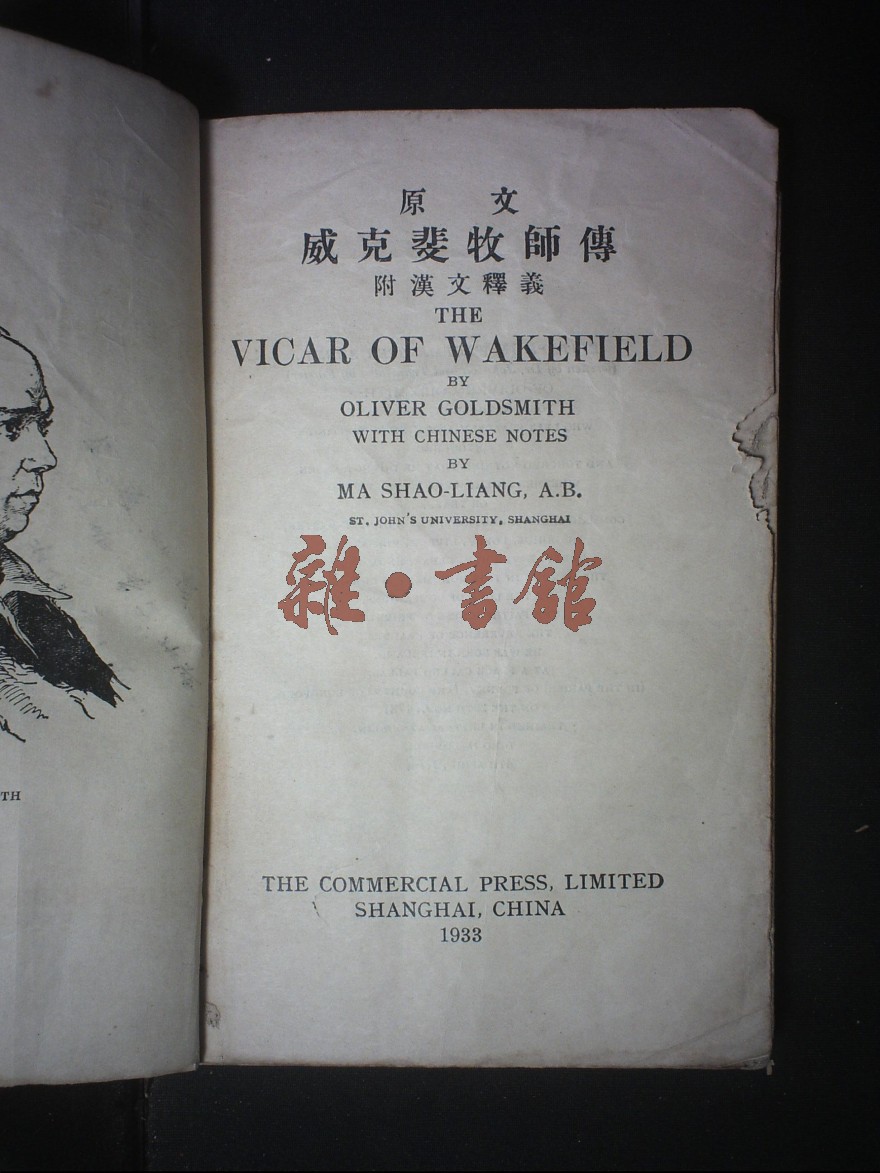 原 文
威克斐牧師傳
附漢文釋義
THE
VICAR OF WAKEFIELD
BY
OLIVER GOLDSMITH
WITH CHINESE NOTES
BY
MA SHAO-LIANG, A.B.
ST. JOHN'S UNIVERSITY, SHANGHAI
雜·書館
THE COMMERCIAL PRESS, LIMITED
SHANGHAI, CHINA
1933
TH